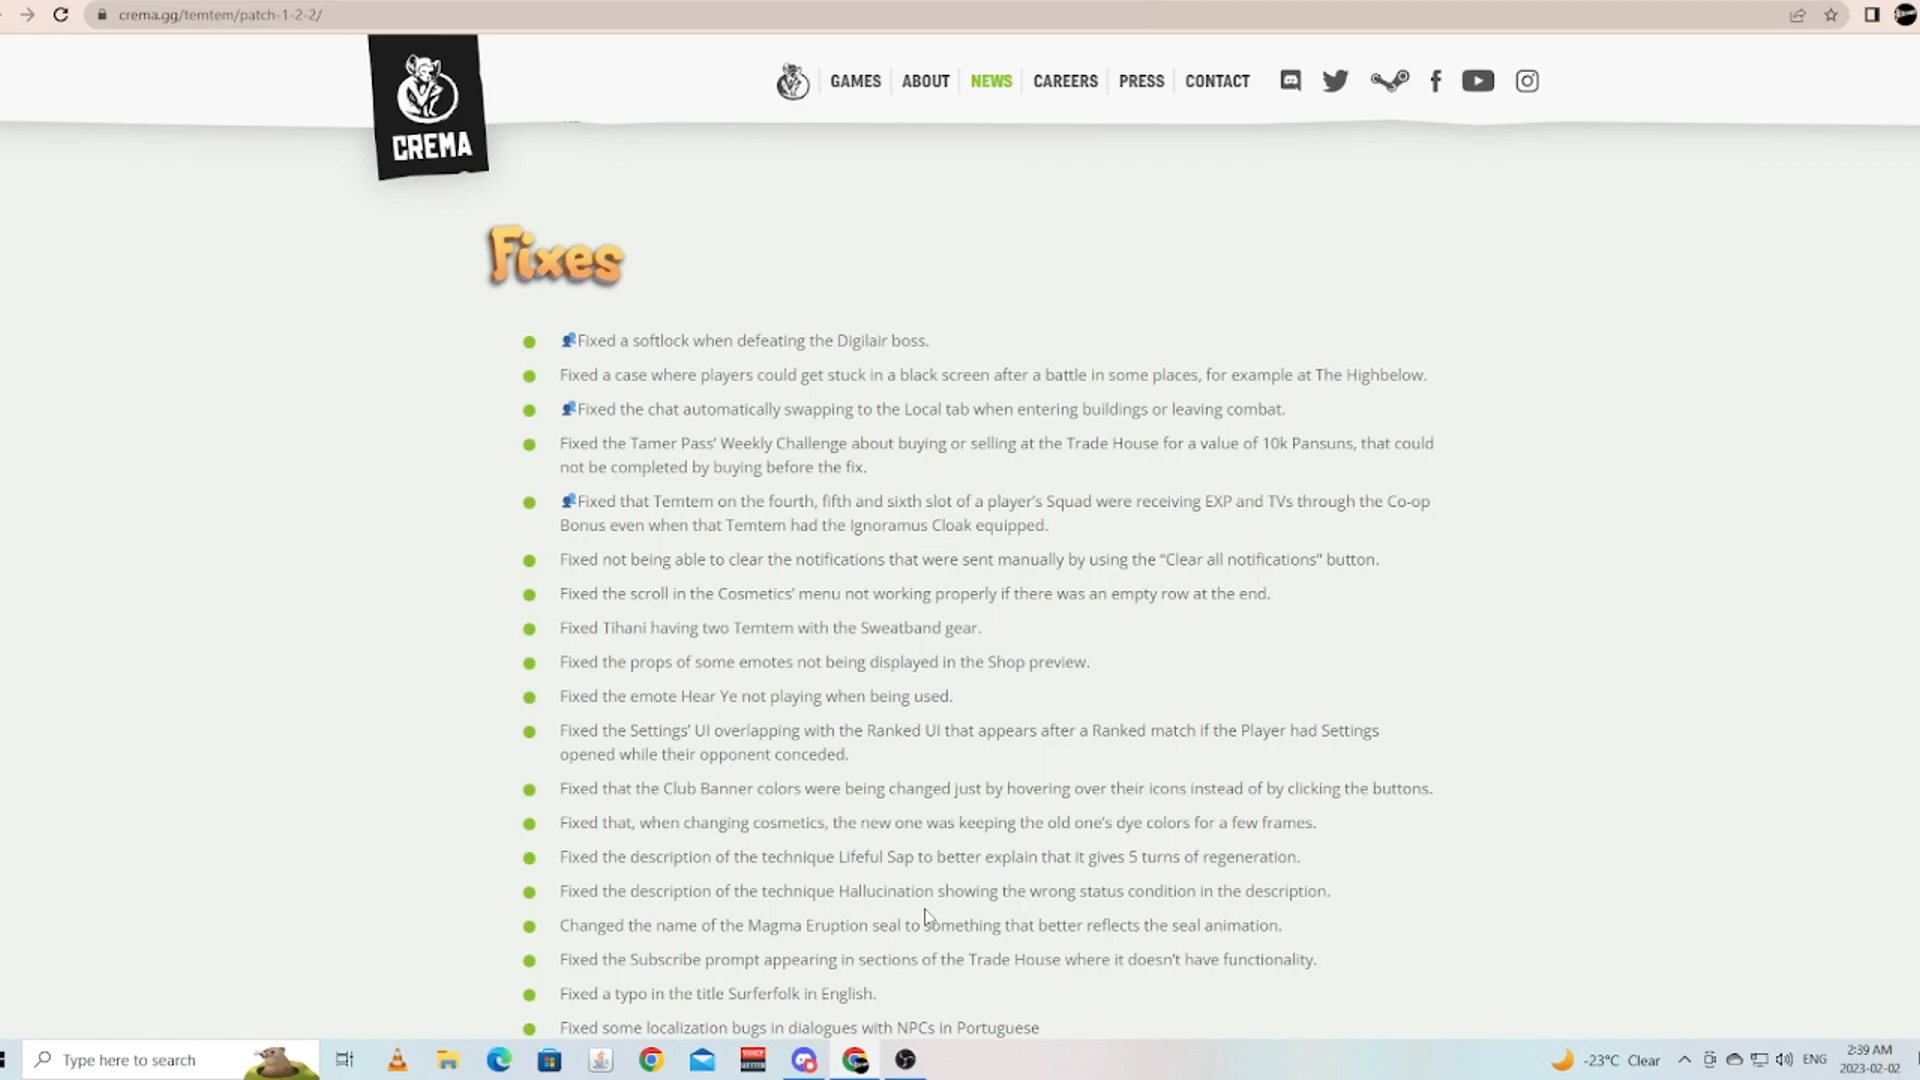 crema.gg/temtem/patch-1-2-2/
CREMA
GAMES ABOUT NEWS CAREERS PRESS CONTACT
Fixes
Fixed a softlock when defeating the Digilair boss.
Fixed a case where players could get stuck in a black screen after a battle in some places, for example at The Highbelow.
Fixed the chat automatically swapping to the Local tab when entering buildings or leaving combat.
Fixed the Tamer Pass’ Weekly Challenge about buying or selling at the Trade House for a value of 10k Pansuns, that could
not be completed by buying before the fix.
Fixed that Temtem on the fourth, fifth and sixth slot of a player’s Squad were receiving EXP and TVs through the Co-op
Bonus even when that Temtem had the Ignoramus Cloak equipped.
Fixed not being able to clear the notifications that were sent manually by using the “Clear all notifications” button.
Fixed the scroll in the Cosmetics’ menu not working properly if there was an empty row at the end.
Fixed Tihani having two Temtem with the Sweatband gear.
Fixed the props of some emotes not being displayed in the Shop preview.
Fixed the emote Hear Ye not playing when being used.
Fixed the Settings’ UI overlapping with the Ranked UI that appears after a Ranked match if the Player had Settings
opened while their opponent conceded.
Fixed that the Club Banner colors were being changed just by hovering over their icons instead of by clicking the buttons.
Fixed that, when changing cosmetics, the new one was keeping the old one’s dye colors for a few frames.
Fixed the description of the technique Lifeful Sap to better explain that it gives 5 turns of regeneration.
Fixed the description of the technique Hallucination showing the wrong status condition in the description.
Changed the name of the Magma Eruption seal to something that better reflects the seal animation.
Fixed the Subscribe prompt appearing in sections of the Trade House where it doesn’t have functionality.
Fixed a typo in the title Surferfolk in English.
Fixed some localization bugs in dialogues with NPCs in Portuguese
Type here to search
-23°C Clear
ENG
2:39 AM
2023-02-02